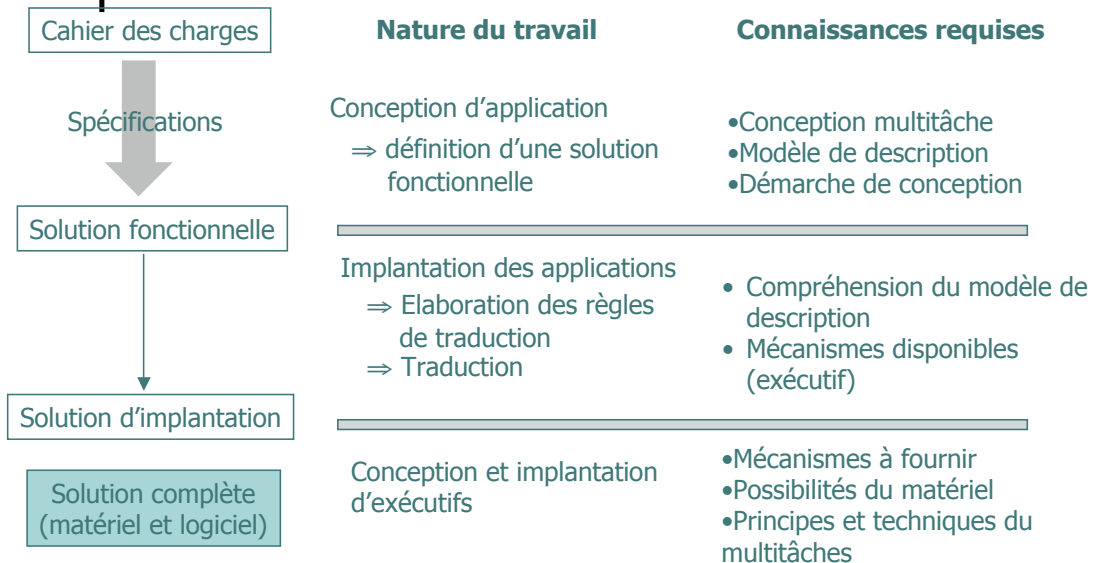 Cahier des charges
Nature du travail
Connaissances requises
Spécifications
Conception d’application
⇒ définition d’une solution
fonctionnelle
•Conception multitâche
•Modèle de description
•Démarche de conception
Solution fonctionnelle
Implantation des applications
⇒ Elaboration des règles
de traduction
⇒ Traduction
• Compréhension du modèle de
description
• Mécanismes disponibles
(exécutif)
Solution d’implantation
Solution complète
(matériel et logiciel)
Conception et implantation
d’exécutifs
•Mécanismes à fournir
•Possibilités du matériel
•Principes et techniques du
multitâches